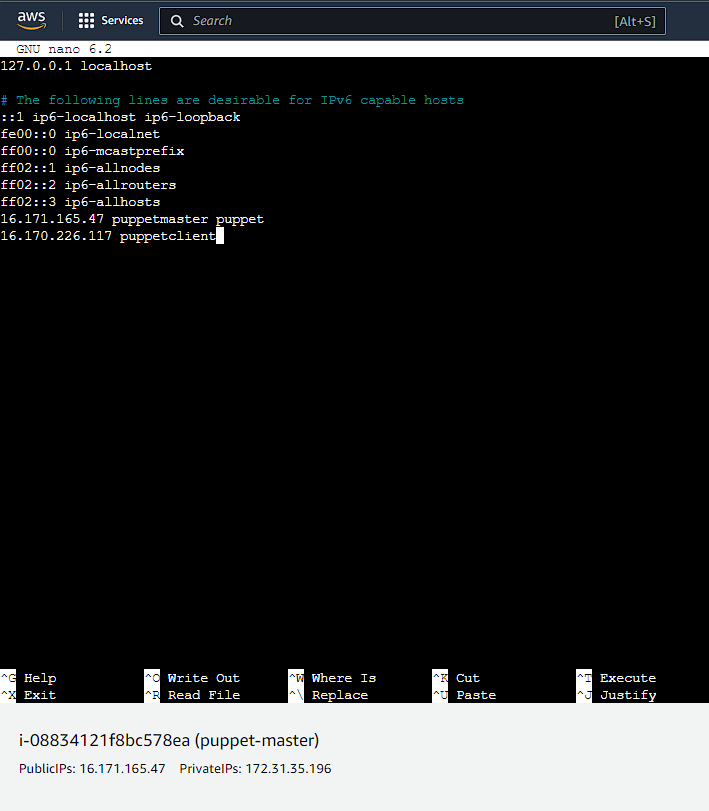 aws Services Search [Alt+S]
GNU nano 6.2
127.0.0.1 localhost
# The following lines are desirable for IPv6 capable hosts
::1 ip6-localhost ip6-loopback
fe00::0 ip6-localnet
ff00::0 ip6-mcastprefix
ff02::1 ip6-allnodes
ff02::2 ip6-allrouters
ff02::3 ip6-allhosts
16.171.165.47 puppetmaster puppet
16.170.226.117 puppetclient
^G Help ^O Write Out ^W Where Is ^K Cut ^T Execute
^X Exit ^R Read File ^\ Replace ^U Paste ^J Justify
i-08834121f8bc578ea (puppet-master)
PublicIPs: 16.171.165.47 PrivateIPs: 172.31.35.196